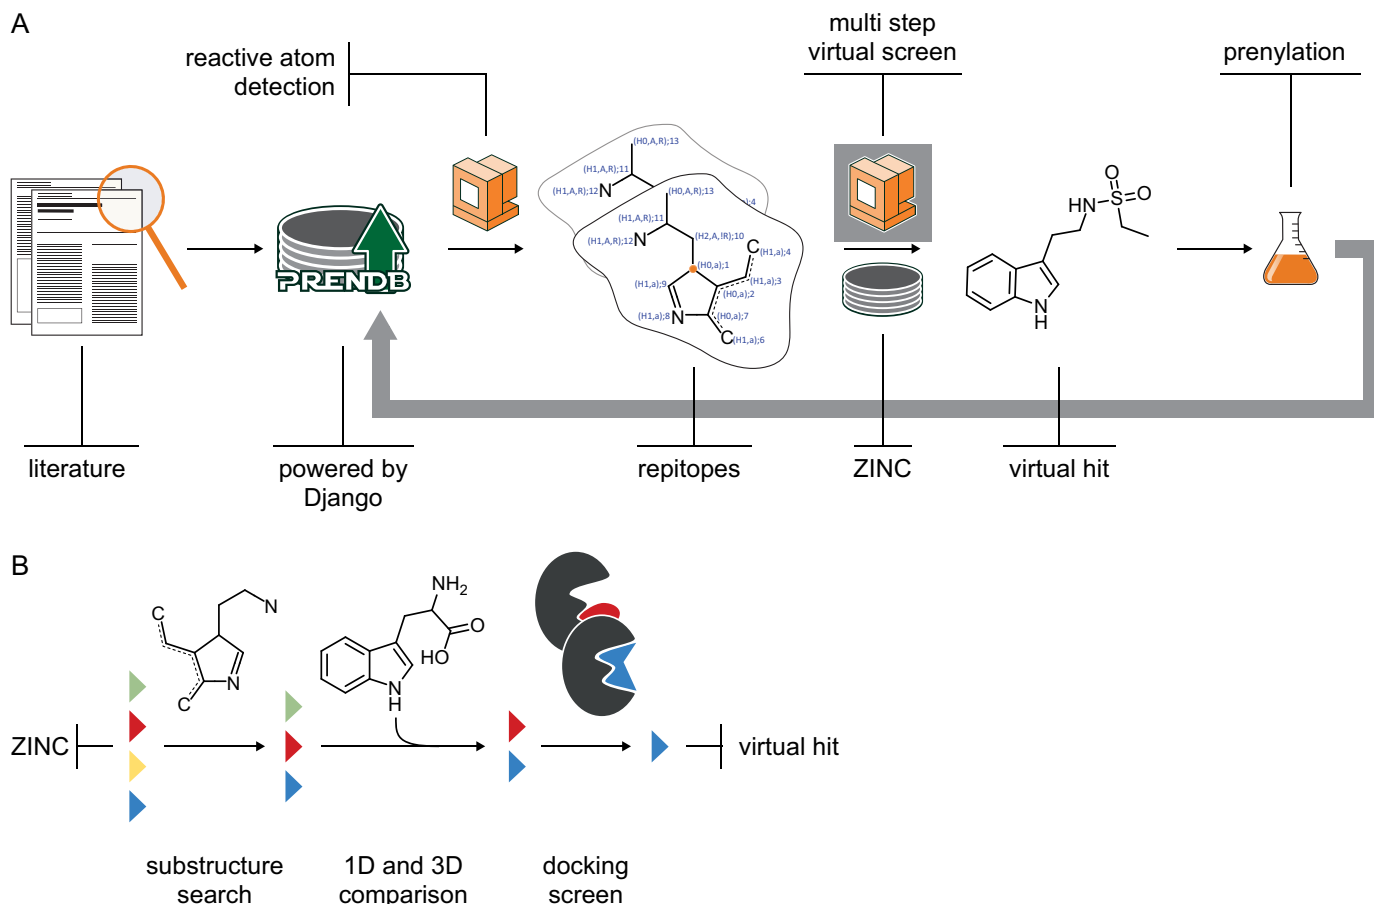 A
reactive atom
detection
multi step
virtual screen
prenylation
(H0,A,R);13
(H1,A,R);11
(H1,A,R);12
N
);4
(H0,A,R);13
(H1,A,R);11
(H1,A,R);12
N
(H2,A,!R);10
C
(H1,a);4
(H0,a);1
(H1,a);3
(H1,a);9
(H0,a);2
(H1,a);8
N
(H0,a);7
C
(H1,a);6
PRENDB
O
HN
S
O
N
H
literature
powered by
Django
repitopes
ZINC
virtual hit
B
C
N
N
C
NH2
O
HO
N
H
ZINC
virtual hit
substructure
search
1D and 3D
comparison
docking
screen